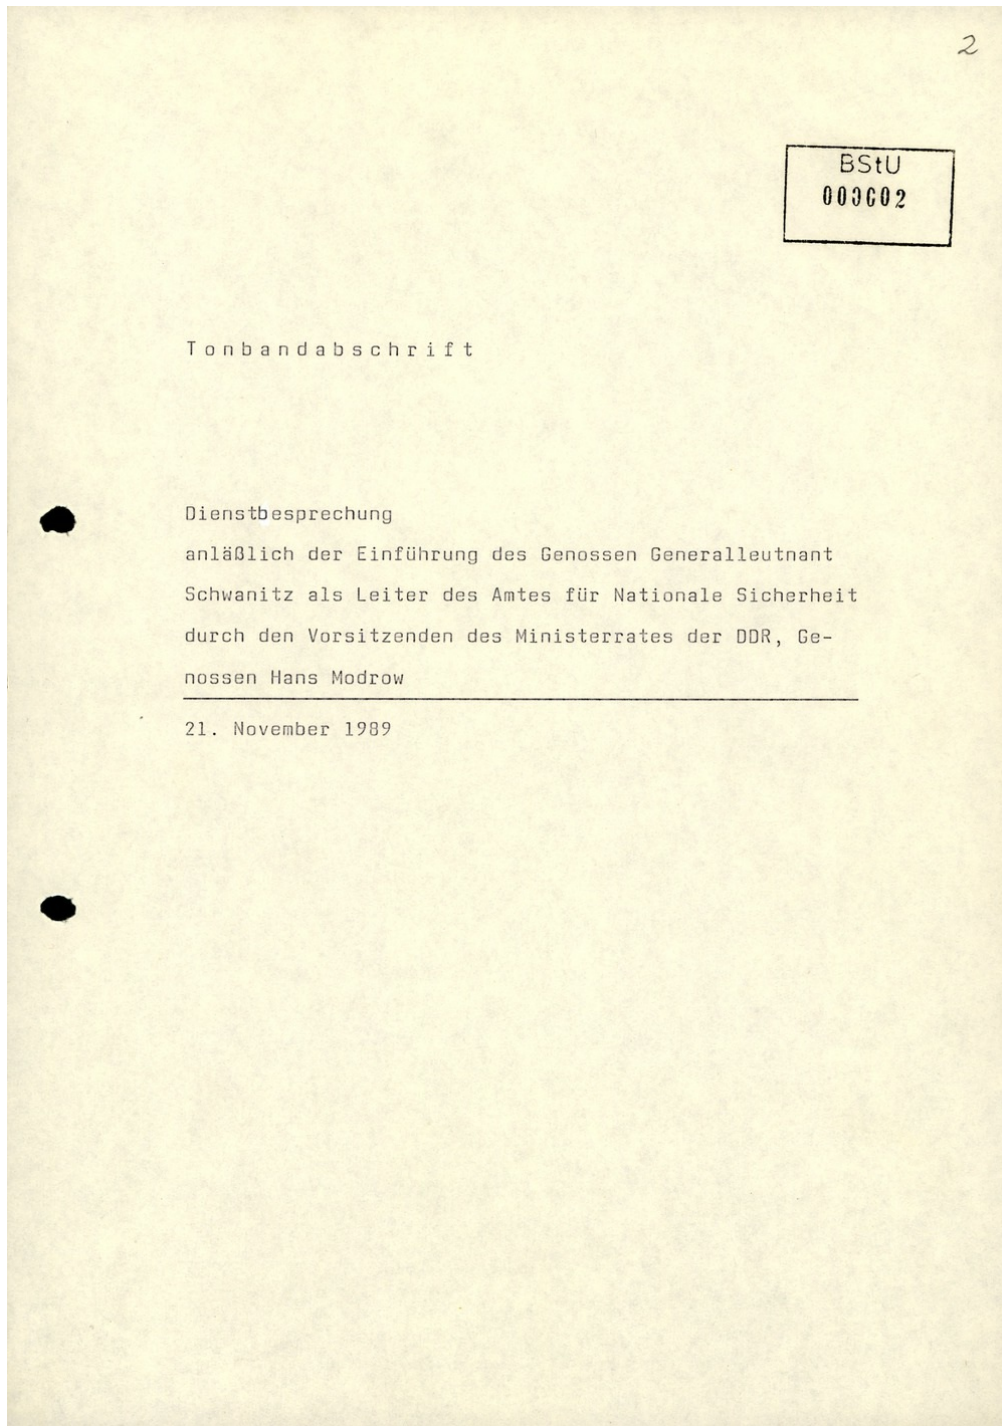 2
BStU
000002
Tonbandabschrift
Dienstbesprechung
anläßlich der Einführung des Genossen Generalleutnant
Schwanitz als Leiter des Amtes für Nationale Sicherheit
durch den Vorsitzenden des Ministerrates der DDR, Ge-
nossen Hans Modrow
21. November 1989